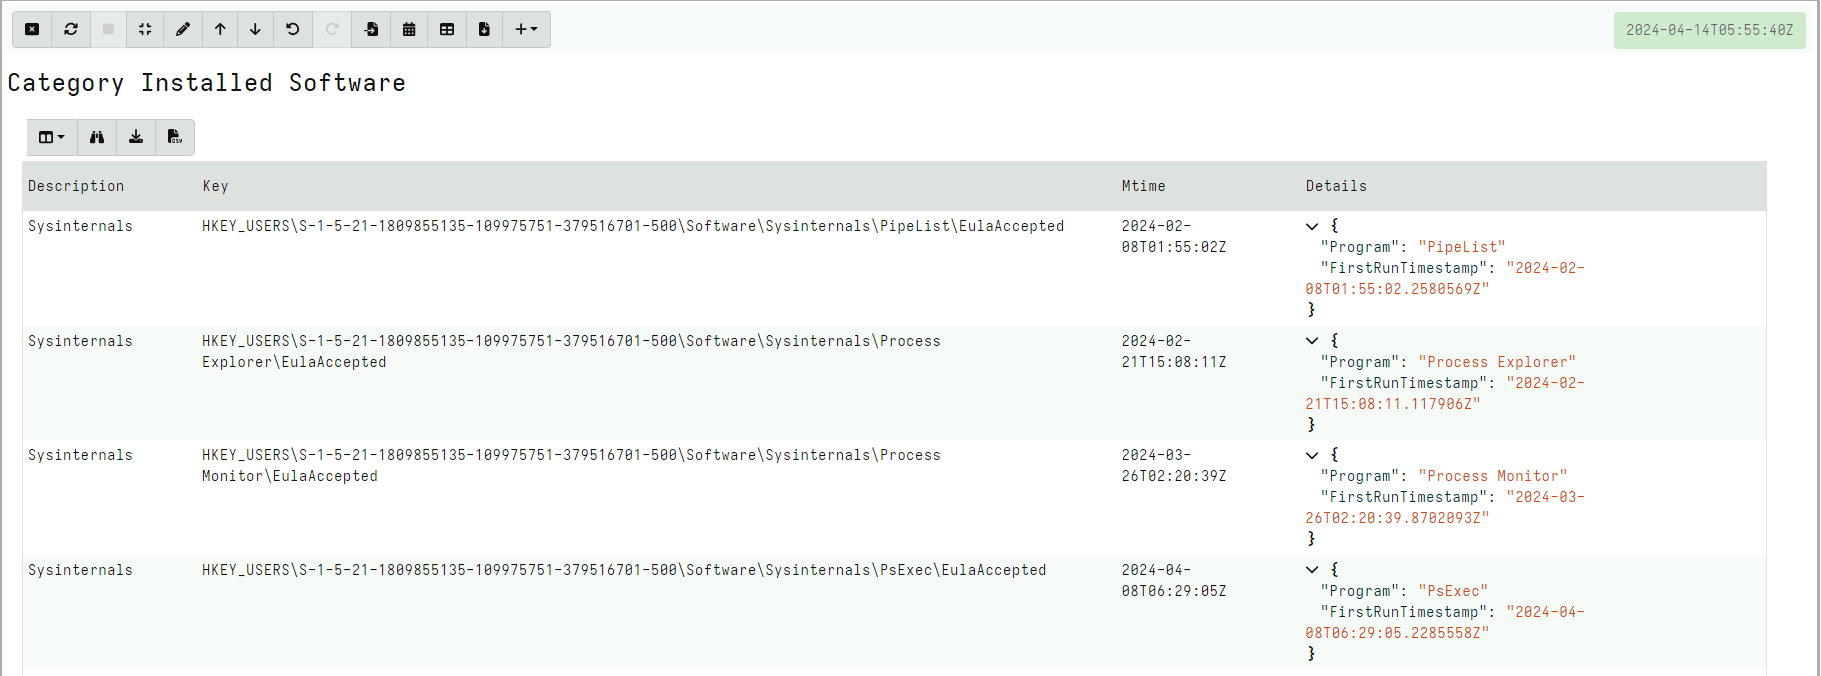 2024-04-14T05:55:40Z
Category Installed Software
CSV
Description Key Mtime Details
Sysinternals HKEY_USERS\S-1-5-21-1809855135-109975751-379516701-500\Software\Sysinternals\PipeList\EulaAccepted 2024-02- {
08T01:55:02Z "Program": "PipeList"
"FirstRunTimestamp": "2024-02-
08T01:55:02.2580569Z"
}
Sysinternals HKEY_USERS\S-1-5-21-1809855135-109975751-379516701-500\Software\Sysinternals\Process 2024-02- {
Explorer\EulaAccepted 21T15:08:11Z "Program": "Process Explorer"
"FirstRunTimestamp": "2024-02-
21T15:08:11.117906Z"
}
Sysinternals HKEY_USERS\S-1-5-21-1809855135-109975751-379516701-500\Software\Sysinternals\Process 2024-03- {
Monitor\EulaAccepted 26T02:20:39Z "Program": "Process Monitor"
"FirstRunTimestamp": "2024-03-
26T02:20:39.8702093Z"
}
Sysinternals HKEY_USERS\S-1-5-21-1809855135-109975751-379516701-500\Software\Sysinternals\PsExec\EulaAccepted 2024-04- {
08T06:29:05Z "Program": "PsExec"
"FirstRunTimestamp": "2024-04-
08T06:29:05.2285558Z"
}